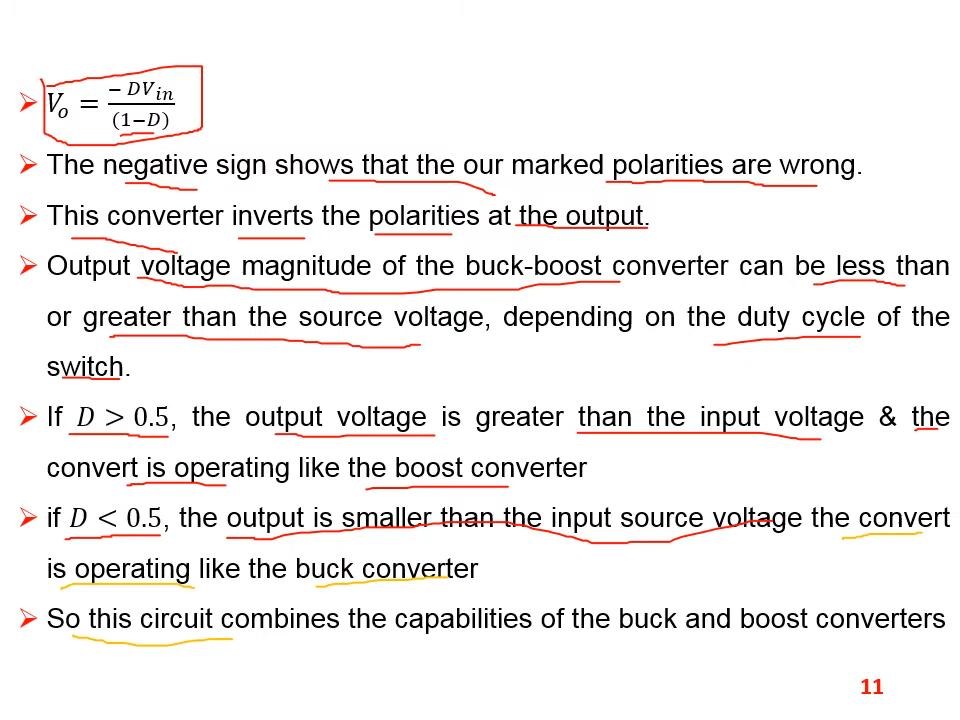 ➢ V₀ = − DVᵢₙ / (1−D)
➢ The negative sign shows that the our marked polarities are wrong.
➢ This converter inverts the polarities at the output.
➢ Output voltage magnitude of the buck-boost converter can be less than
or greater than the source voltage, depending on the duty cycle of the
switch.
➢ If D > 0.5, the output voltage is greater than the input voltage & the
convert is operating like the boost converter
➢ if D < 0.5, the output is smaller than the input source voltage the convert
is operating like the buck converter
➢ So this circuit combines the capabilities of the buck and boost converters
11